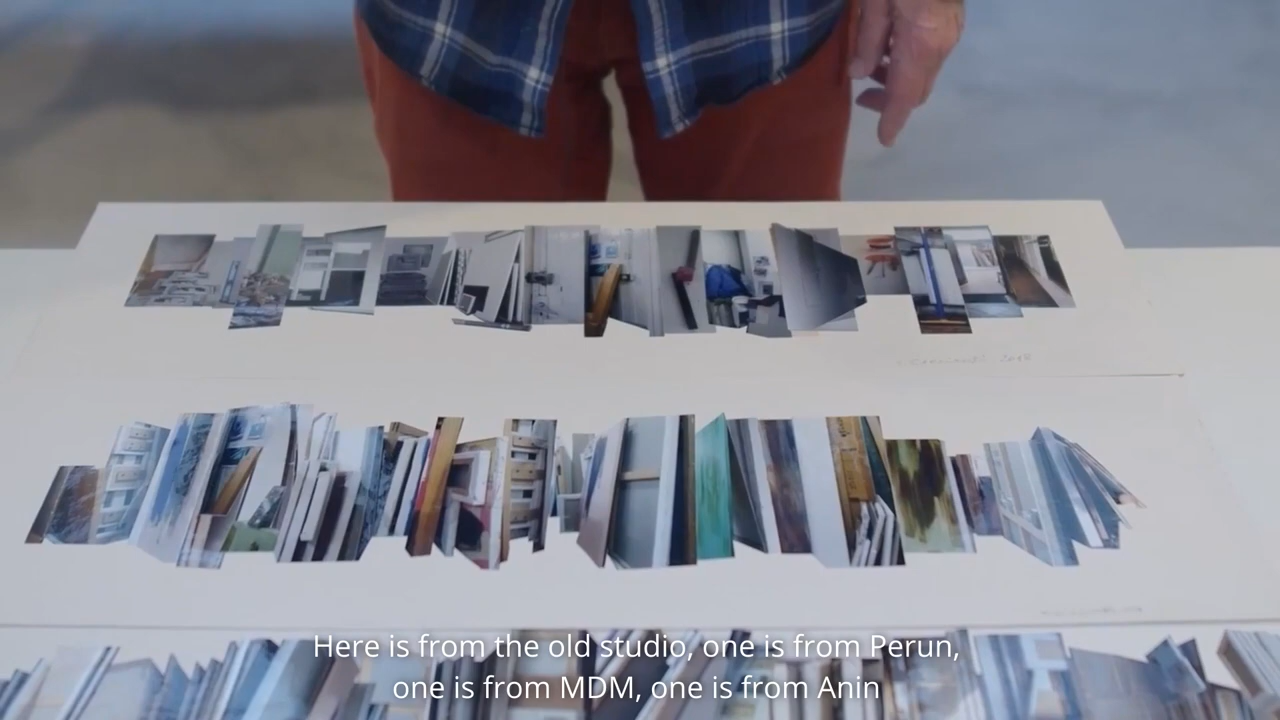 Here is from the old studio, one is from Perun,
one is from MDM, one is from Anin